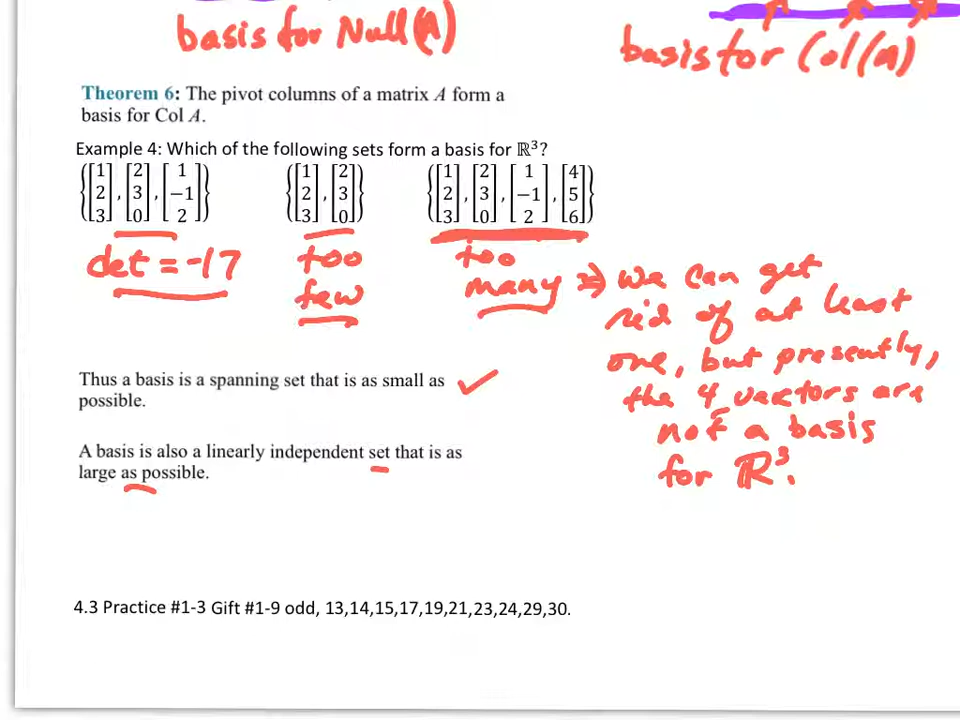 basis for Null(A)
basis for Col(A)
Theorem 6: The pivot columns of a matrix A form a
basis for Col A.
Example 4: Which of the following sets form a basis for ℝ³?
{[1 2 3], [2 3 0], [1 −1 2]} {[1 2 3], [2 3 0]} {[1 2 3], [2 3 0], [1 −1 2], [4 5 6]}
det = -17
too
few
too
many ⇒ we can get
rid of at least
one, but presently,
the 4 vectors are
not a basis
for ℝ³.
Thus a basis is a spanning set that is as small as
possible. ✓
A basis is also a linearly independent set that is as
large as possible.
4.3 Practice #1-3 Gift #1-9 odd, 13,14,15,17,19,21,23,24,29,30.